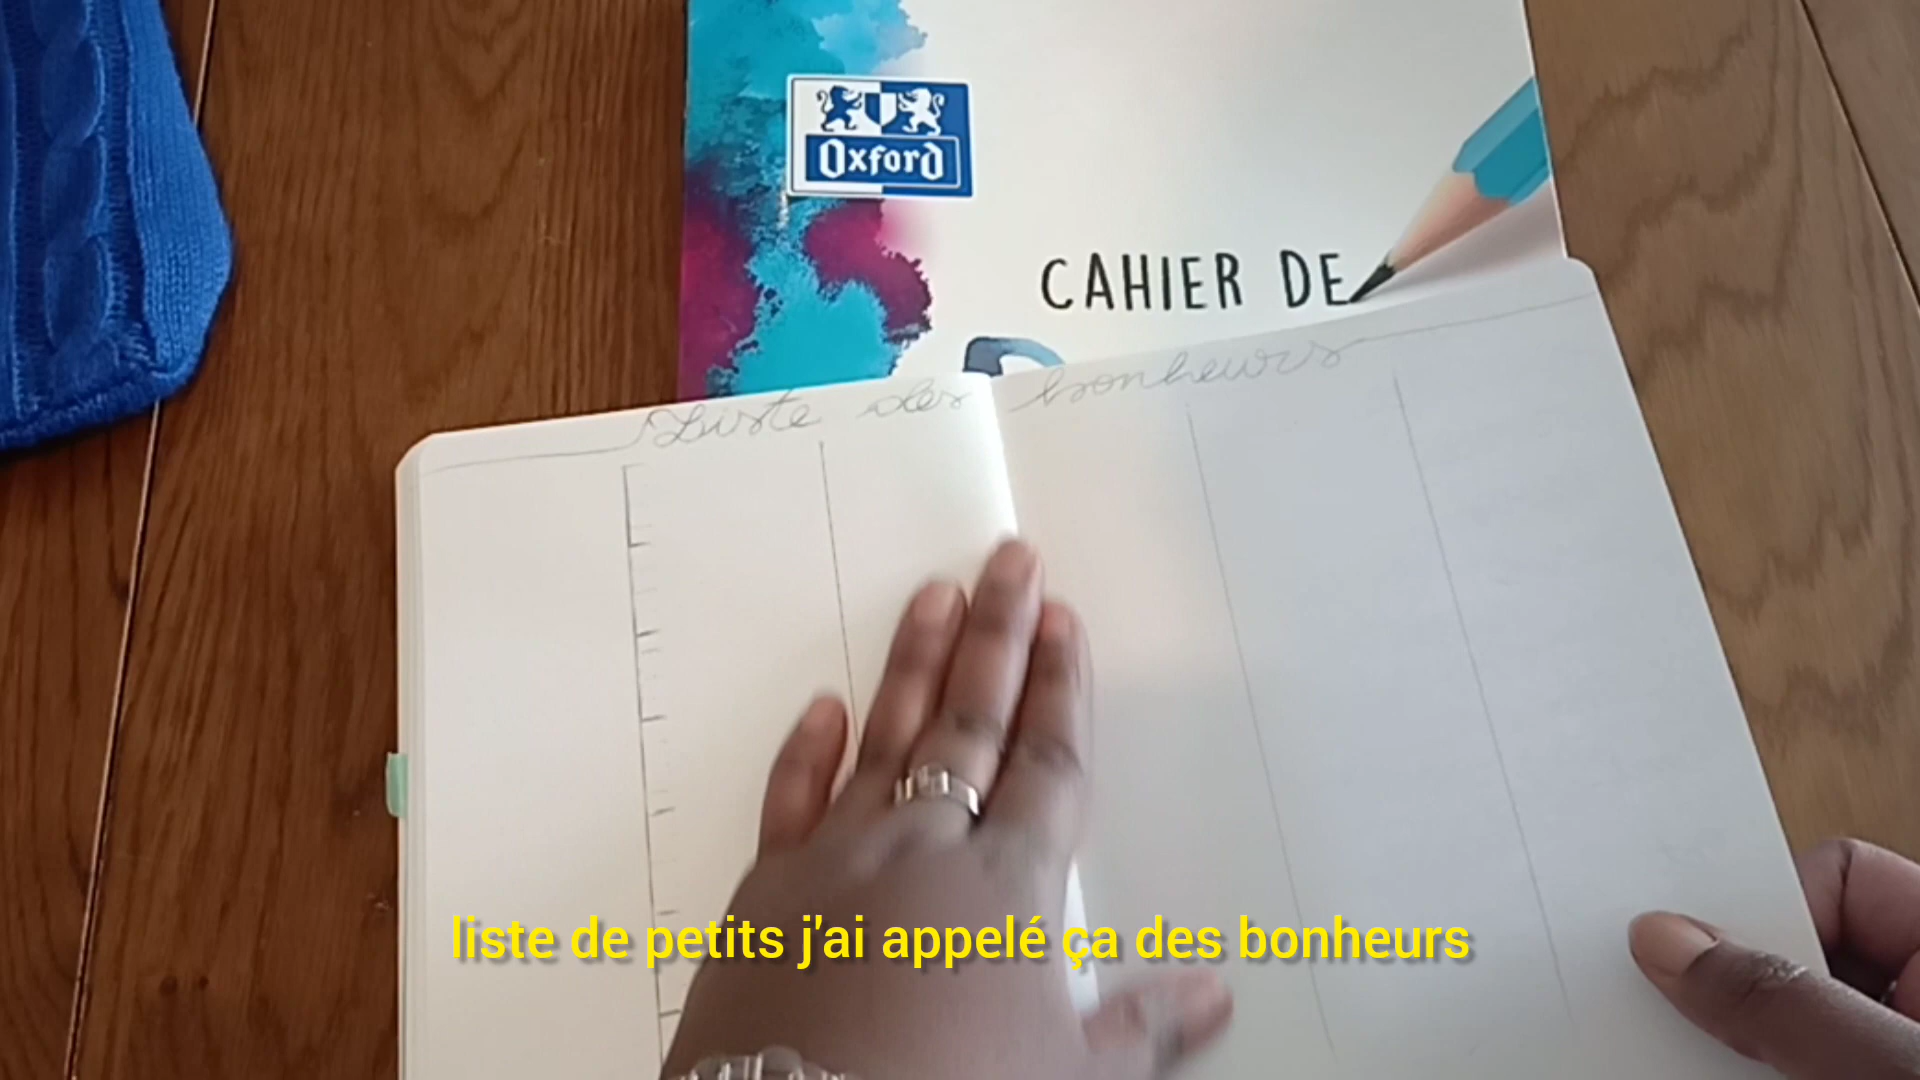 Oxford
CAHIER DE
Liste des bonheurs
liste de petits j'ai appelé ça des bonheurs